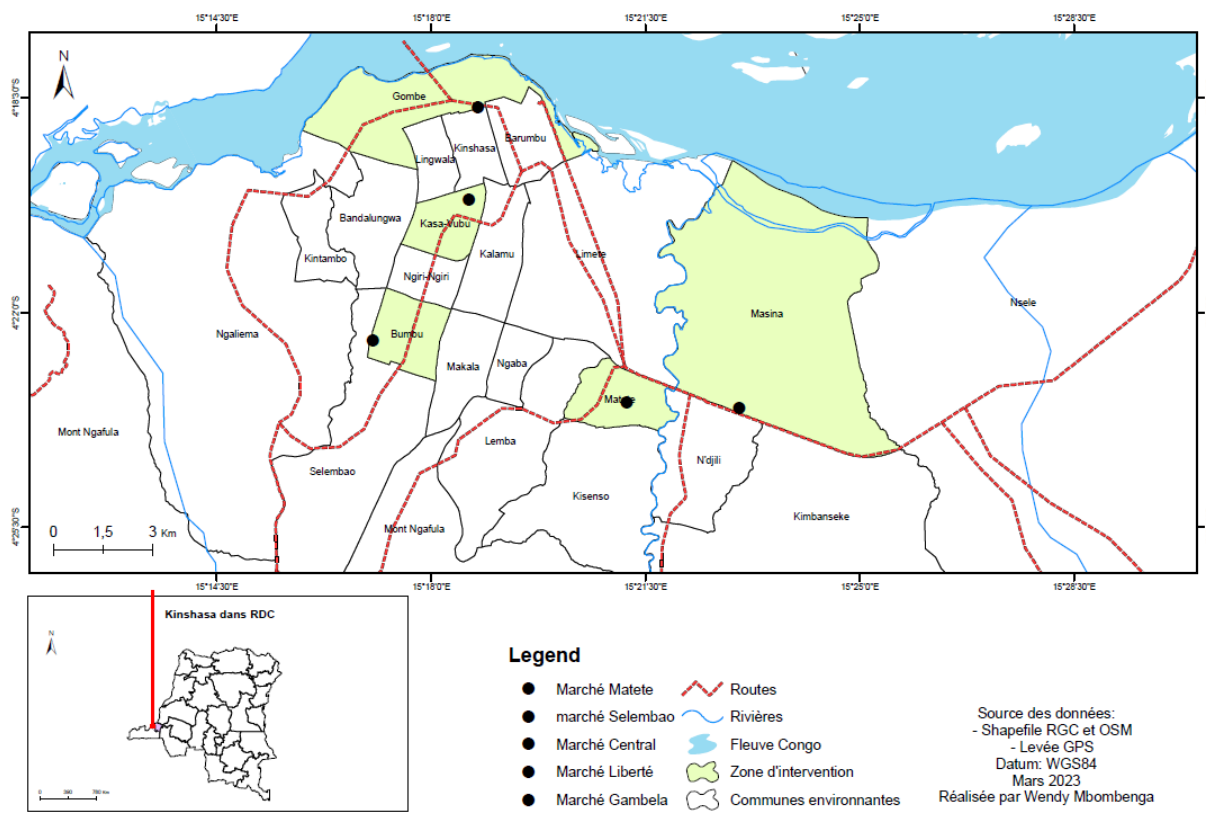 15°14'30"E 15°18'0"E 15°21'30"E 15°25'0"E 15°28'30"E
N
4°18'30"S
4°22'0"S
4°25'30"S
Gombe
Kinshasa
Barumbu
Lingwala
Bandalungwa
Kasa-Vubu
Kintambo
Kalamu
Limete
Ngiri-Ngiri
Nsele
Masina
Ngaliema
Bumbu
Makala
Ngaba
Matete
Mont Ngafula
Lemba
Selembao
N'djili
Kisenso
Kimbanseke
Mont Ngafula
0 1,5 3 Km
15°14'30"E 15°18'0"E 15°21'30"E 15°25'0"E 15°28'30"E
Kinshasa dans RDC
N
Legend
Marché Matete
marché Selembao
Marché Central
Marché Liberté
Marché Gambela
Routes
Rivières
Fleuve Congo
Zone d'intervention
Communes environnantes
Source des données:
- Shapefile RGC et OSM
- Levée GPS
Datum: WGS84
Mars 2023
Réalisée par Wendy Mbombenga